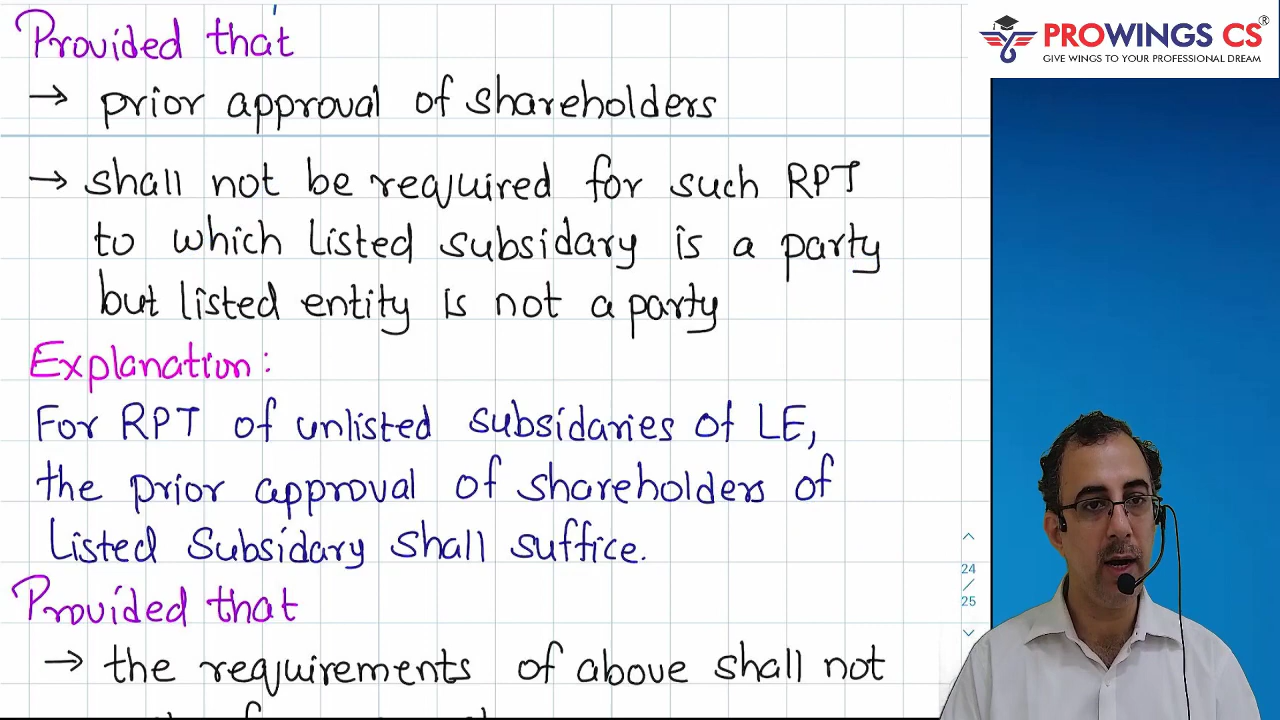 Provided that
→ prior approval of shareholders
→ shall not be required for such RPT
to which listed subsidary is a party
but listed entity is not a party
Explanation:
For RPT of unlisted subsidaries of LE,
the prior approval of shareholders of
Listed Subsidary shall suffice.
Provided that
→ the requirements of above shall not
PROWINGS CS®
GIVE WINGS TO YOUR PROFESSIONAL DREAM
24
/
25